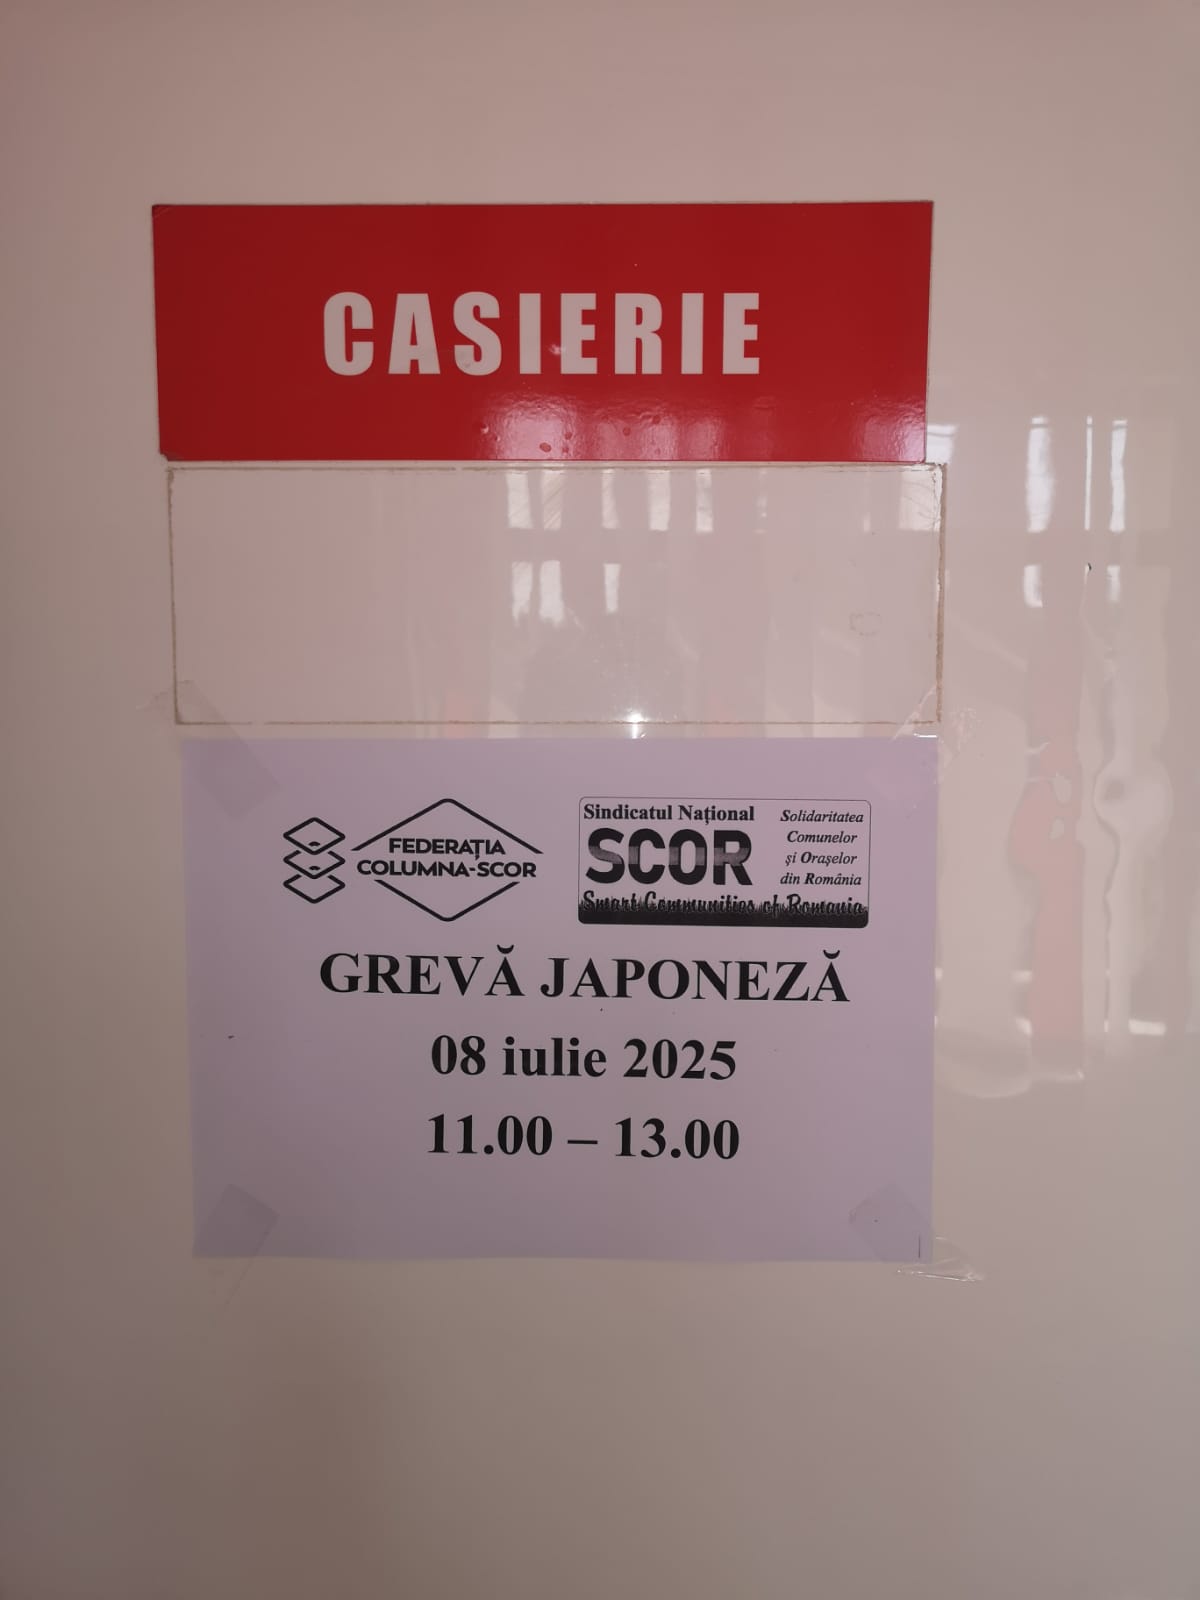 CASIERIE
FEDERAȚIA
COLUMNA-SCOR
Sindicatul Național
SCOR
Solidaritatea
Comunelor
și Orașelor
din România
Smart Communities of Romania
GREVĂ JAPONEZĂ
08 iulie 2025
11.00 – 13.00